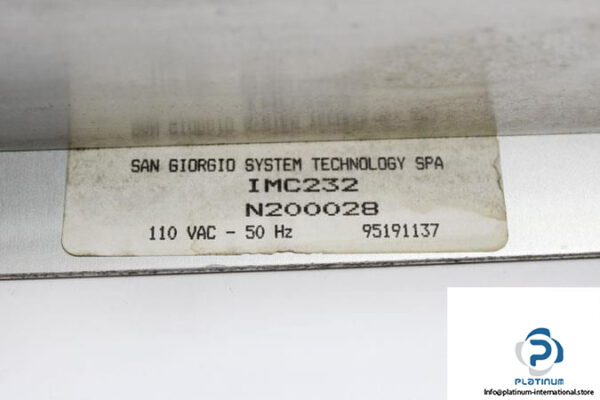 SAN GIORGIO SYSTEM TECHNOLOGY SPA
IMC232
N200028
110 VAC - 50 Hz 95191137
PLATINUM
Info@platinum-international.store